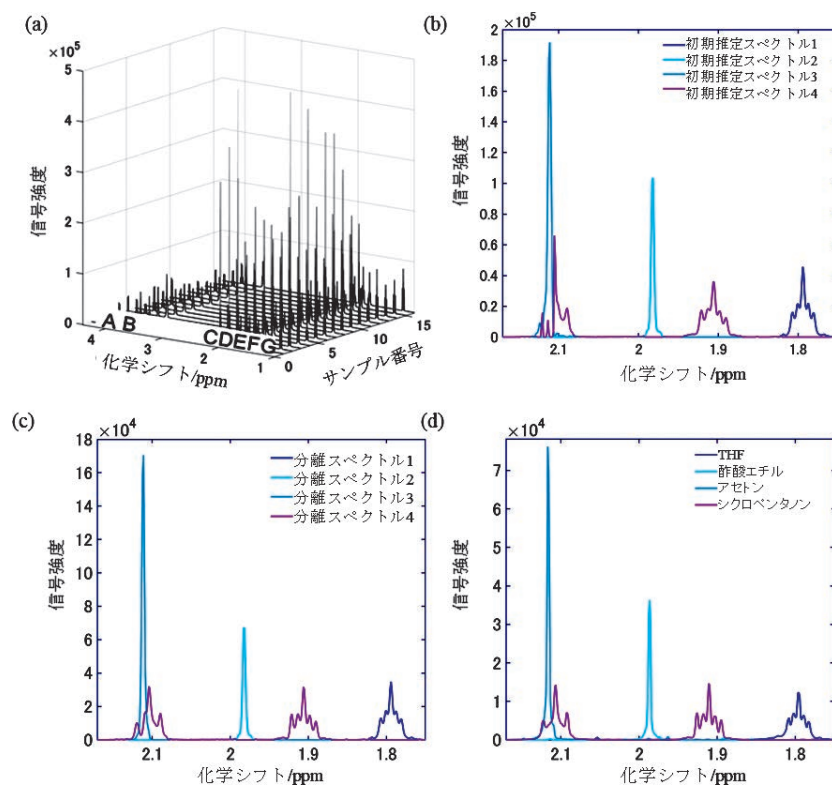 (a)
×10⁵
5
4
3
2
1
0
信号強度
A B
CDEFG
4
3
2
1
0
5
10
15
化学シフト/ppm
サンプル番号
(b)
×10⁵
2
1.8
1.6
1.4
1.2
1
0.8
0.6
0.4
0.2
0
信号強度
初期推定スペクトル1
初期推定スペクトル2
初期推定スペクトル3
初期推定スペクトル4
2.1
2
1.9
1.8
化学シフト/ppm
(c)
×10⁴
18
16
14
12
10
8
6
4
2
0
信号強度
分離スペクトル1
分離スペクトル2
分離スペクトル3
分離スペクトル4
2.1
2
1.9
1.8
化学シフト/ppm
(d)
×10⁴
7
6
5
4
3
2
1
0
信号強度
THF
酢酸エチル
アセトン
シクロペンタノン
2.1
2
1.9
1.8
化学シフト/ppm